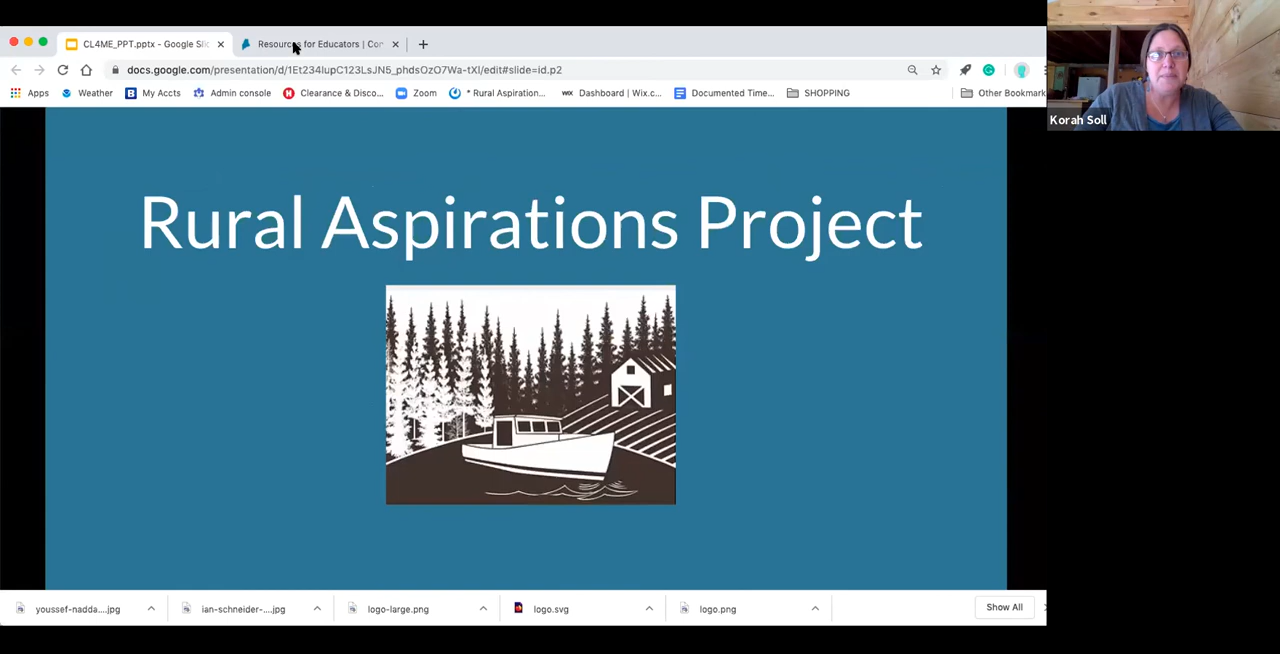 CL4ME_PPT.pptx - Google Slid
Resources for Educators | Cor
docs.google.com/presentation/d/1Et234lupC123LsJN5_phdsOzO7Wa-tXl/edit#slide=id.p2
Apps
Weather
My Accts
Admin console
Clearance & Disco...
Zoom
* Rural Aspiration...
Dashboard | Wix.c...
Documented Time...
SHOPPING
Other Bookmark
Korah Soll
Rural Aspirations Project
youssef-nadda....jpg
ian-schneider-....jpg
logo-large.png
logo.svg
logo.png
Show All